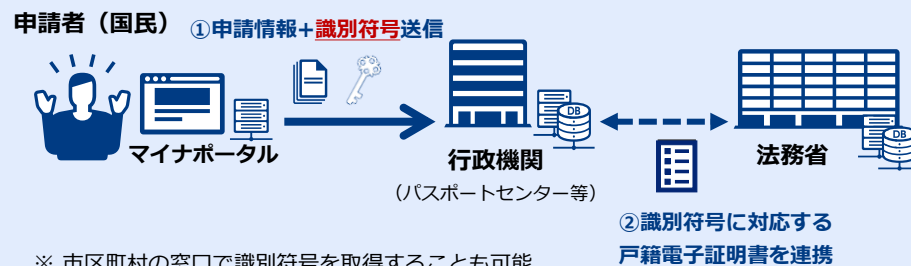 申請者（国民）
①申請情報+識別符号送信
DB
DB
マイナポータル
行政機関
法務省
（パスポートセンター等）
②識別符号に対応する
戸籍電子証明書を連携
※ 市区町村の窓口で識別符号を取得することも可能